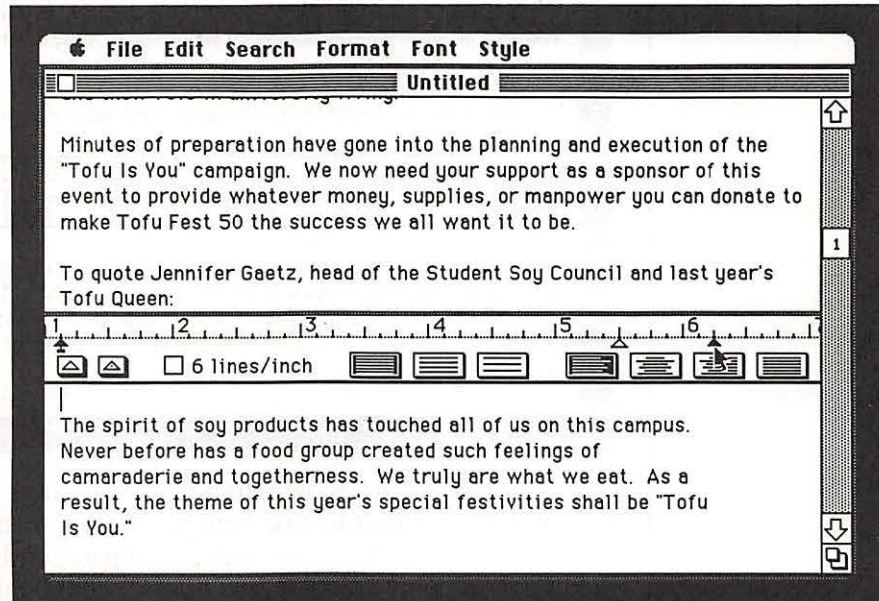 File Edit Search Format Font Style
Untitled
Minutes of preparation have gone into the planning and execution of the
"Tofu Is You" campaign. We now need your support as a sponsor of this
event to provide whatever money, supplies, or manpower you can donate to
make Tofu Fest 50 the success we all want it to be.
To quote Jennifer Gaetz, head of the Student Soy Council and last year's
Tofu Queen:
1 2 3 4 5 6 7
6 lines/inch
The spirit of soy products has touched all of us on this campus.
Never before has a food group created such feelings of
camaraderie and togetherness. We truly are what we eat. As a
result, the theme of this year's special festivities shall be "Tofu
Is You."
1